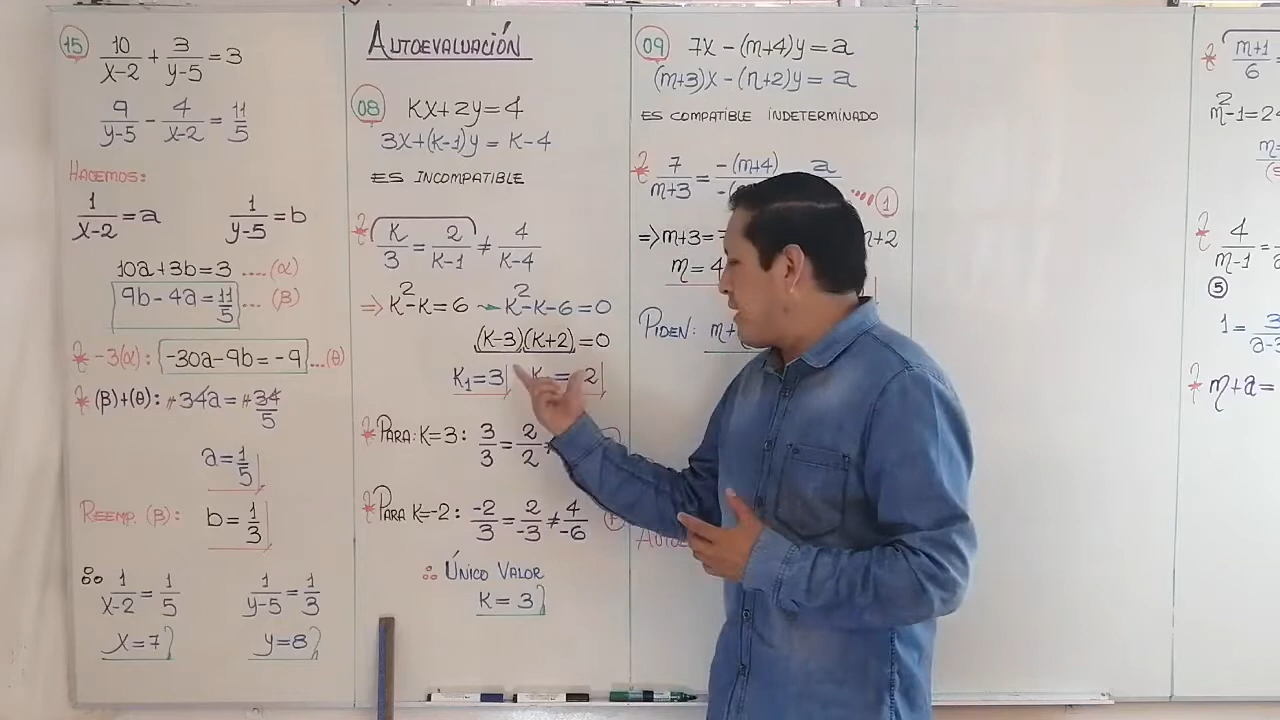 15
10/(x-2) + 3/(y-5) = 3
9/(y-5) - 4/(x-2) = 11/5
HACEMOS:
1/(x-2) = a   1/(y-5) = b
10a+3b=3 ....(α)
9b-4a=11/5 ...(β)
* -3(α): -30a-9b=-9 ...(θ)
* (β)+(θ): -34a=-34/5
a=1/5
REEMP. (β): b=1/3
∴ 1/(x-2) = 1/5   1/(y-5) = 1/3
x=7   y=8
AUTOEVALUACIÓN
08
Kx+2y=4
3x+(K-1)y=K-4
ES INCOMPATIBLE
* K/3 = 2/(K-1) ≠ 4/(K-4)
⇒ K²-K=6 → K²-K-6=0
(K-3)(K+2)=0
K₁=3   2
* PARA: K=3: 3/3 = 2/2 ≠
* PARA K=-2: -2/3 = 2/-3 ≠ 4/-6
∴ ÚNICO VALOR
K=3
09
7x-(m+4)y=a
(m+3)x-(n+2)y=a
ES COMPATIBLE INDETERMINADO
* 7/(m+3) = -(m+4) a ....1
⇒ m+3= n+2
m=4
PIDEN: m+
* (m+1)/6 =
m²-1=24
m=
* 4/(m-1) =
5
1=
* m+a=